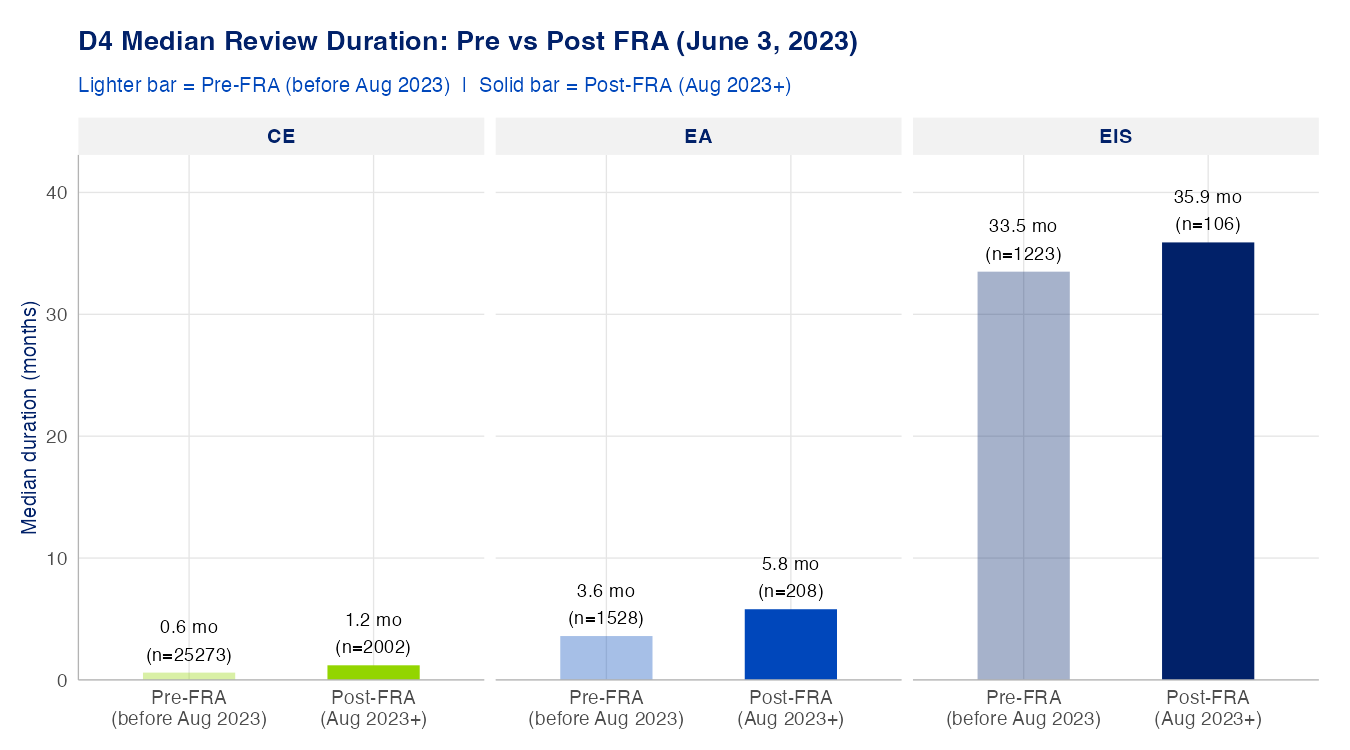 D4 Median Review Duration: Pre vs Post FRA (June 3, 2023)
Lighter bar = Pre-FRA (before Aug 2023)  |  Solid bar = Post-FRA (Aug 2023+)
CE
EA
EIS
Median duration (months)
40
30
20
10
0
0.6 mo
(n=25273)
1.2 mo
(n=2002)
3.6 mo
(n=1528)
5.8 mo
(n=208)
33.5 mo
(n=1223)
35.9 mo
(n=106)
Pre-FRA
(before Aug 2023)
Post-FRA
(Aug 2023+)
Pre-FRA
(before Aug 2023)
Post-FRA
(Aug 2023+)
Pre-FRA
(before Aug 2023)
Post-FRA
(Aug 2023+)